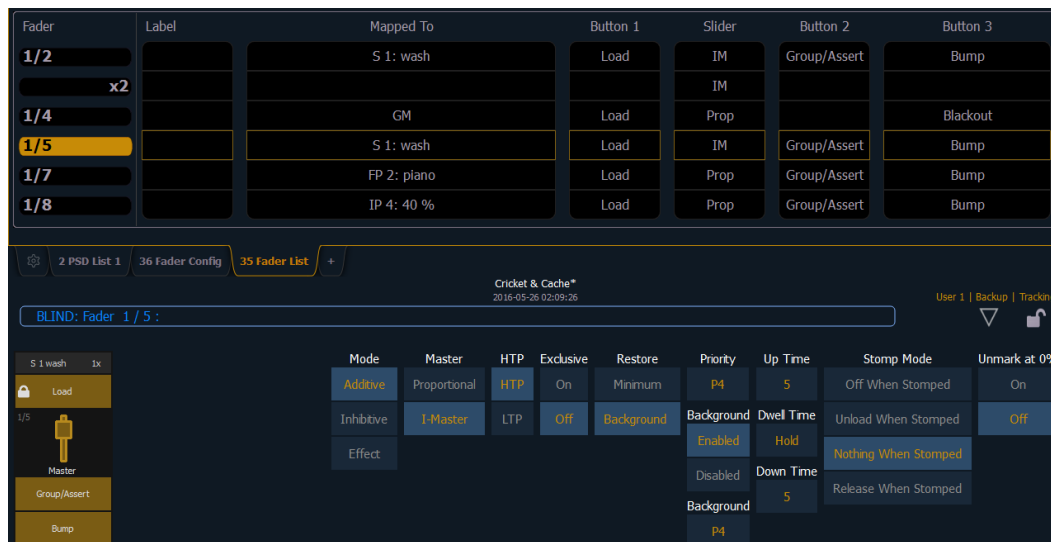 Fader Label Mapped To Button 1 Slider Button 2 Button 3
1/2 S 1: wash Load IM Group/Assert Bump
x2 IM
1/4 GM Load Prop Blackout
1/5 S 1: wash Load IM Group/Assert Bump
1/7 FP 2: piano Load Prop Group/Assert Bump
1/8 IP 4: 40 % Load Prop Group/Assert Bump
2 PSD List 1 36 Fader Config 35 Fader List +
Cricket & Cache*
2016-05-26 02:09:26
User 1 | Backup | Tracking
BLIND: Fader 1 / 5 :
S 1 wash 1x Mode Master HTP Exclusive Restore Priority Up Time Stomp Mode Unmark at 0%
Load Additive Proportional HTP On Minimum P4 5 Off When Stomped On
1/5 Inhibitive I-Master LTP Off Background Background Dwell Time Unload When Stomped Off
Effect Enabled Hold Nothing When Stomped
Master Disabled Down Time
Group/Assert 5 Release When Stomped
Background
Bump P4